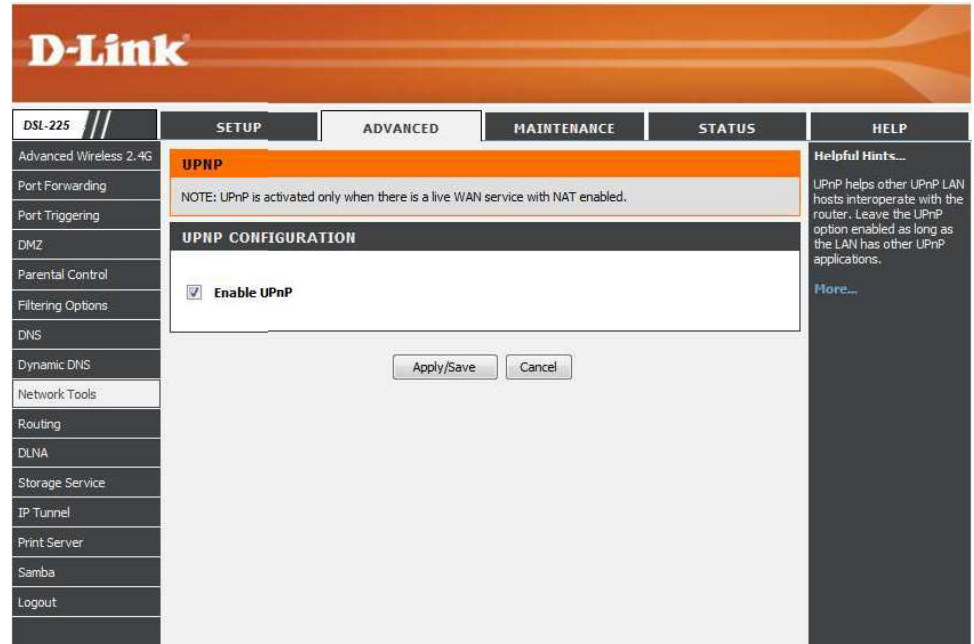 D-Link
DSL-225
SETUP
ADVANCED
MAINTENANCE
STATUS
HELP
Advanced Wireless 2.4G
Port Forwarding
Port Triggering
DMZ
Parental Control
Filtering Options
DNS
Dynamic DNS
Network Tools
Routing
DLNA
Storage Service
IP Tunnel
Print Server
Samba
Logout
UPNP
NOTE: UPnP is activated only when there is a live WAN service with NAT enabled.
UPNP CONFIGURATION
Enable UPnP
Apply/Save
Cancel
Helpful Hints...
UPnP helps other UPnP LAN
hosts interoperate with the
router. Leave the UPnP
option enabled as long as
the LAN has other UPnP
applications.
More...